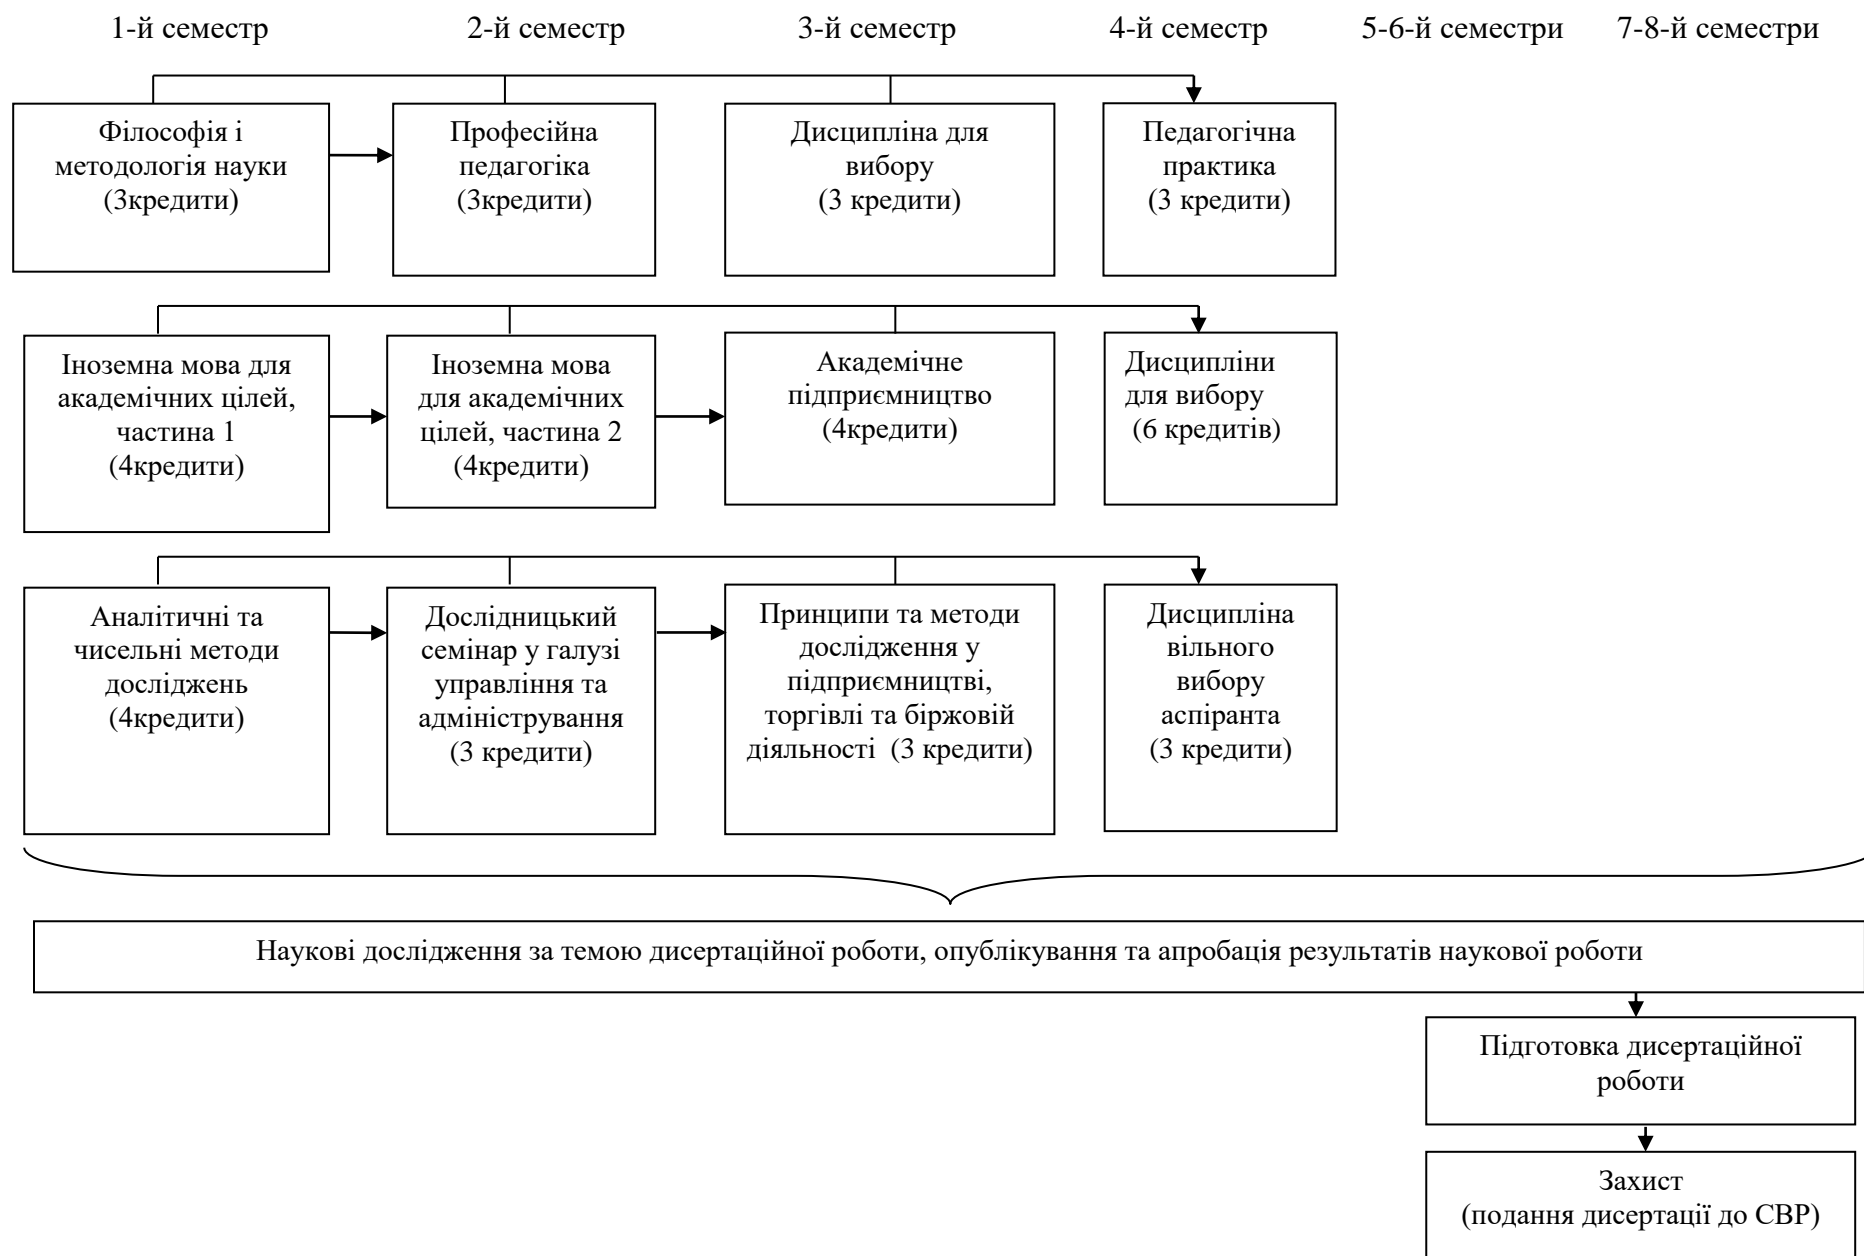 1-й семестр 2-й семестр 3-й семестр 4-й семестр 5-6-й семестри 7-8-й семестри
Філософія і
методологія науки
(3кредити)
Професійна
педагогіка
(3кредити)
Дисципліна для
вибору
(3 кредити)
Педагогічна
практика
(3 кредити)
Іноземна мова для
академічних цілей,
частина 1
(4кредити)
Іноземна мова
для академічних
цілей, частина 2
(4кредити)
Академічне
підприємництво
(4кредити)
Дисципліни
для вибору
(6 кредитів)
Аналітичні та
чисельні методи
досліджень
(4кредити)
Дослідницький
семінар у галузі
управління та
адміністрування
(3 кредити)
Принципи та методи
дослідження у
підприємництві,
торгівлі та біржовій
діяльності (3 кредити)
Дисципліна
вільного
вибору
аспіранта
(3 кредити)
Наукові дослідження за темою дисертаційної роботи, опублікування та апробація результатів наукової роботи
Підготовка дисертаційної
роботи
Захист
(подання дисертації до СВР)